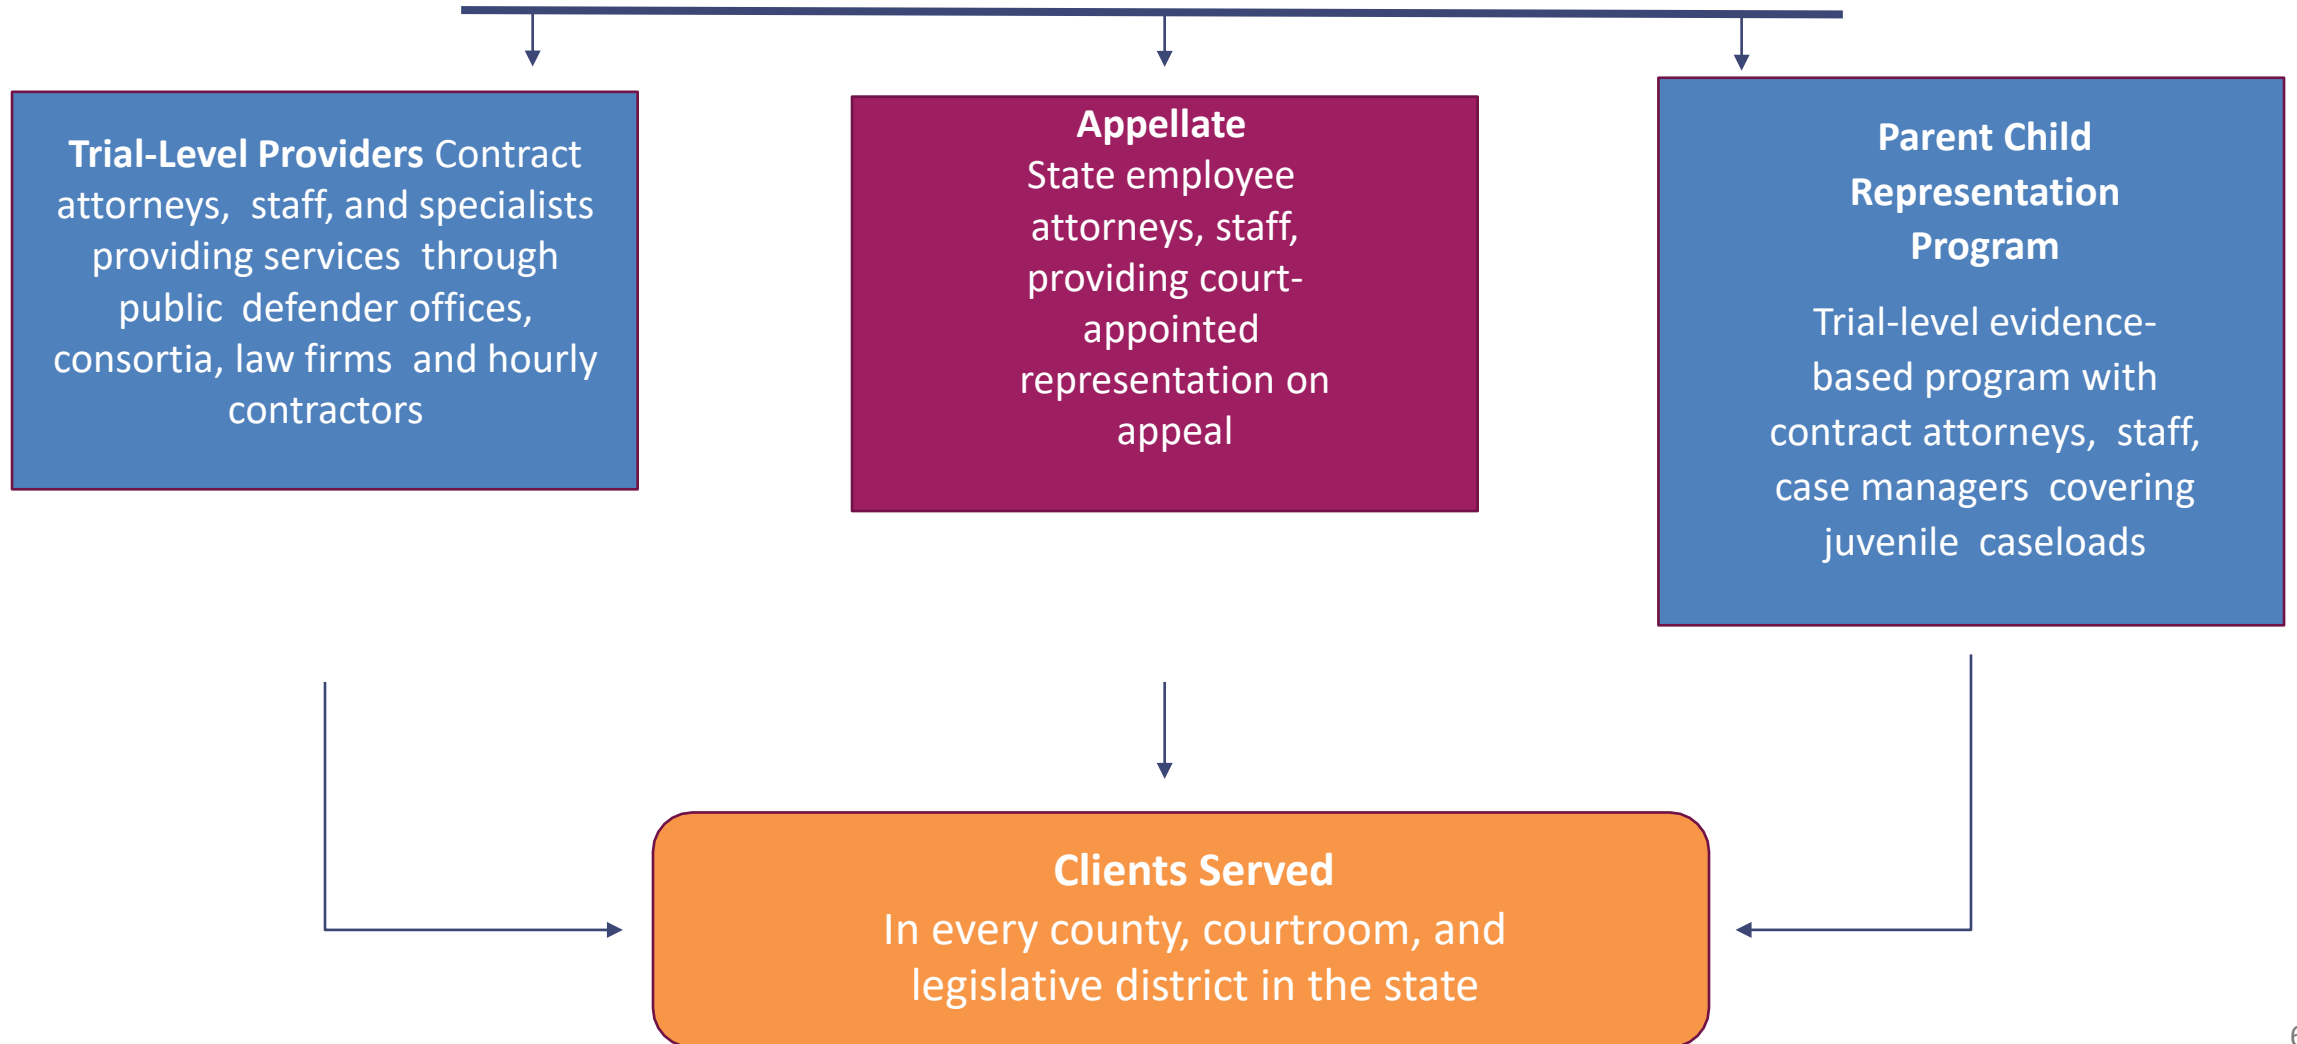 Trial-Level Providers Contract
attorneys, staff, and specialists
providing services through
public defender offices,
consortia, law firms and hourly
contractors
Appellate
State employee
attorneys, staff,
providing court-
appointed
representation on
appeal
Parent Child
Representation
Program
Trial-level evidence-
based program with
contract attorneys, staff,
case managers covering
juvenile caseloads
Clients Served
In every county, courtroom, and
legislative district in the state